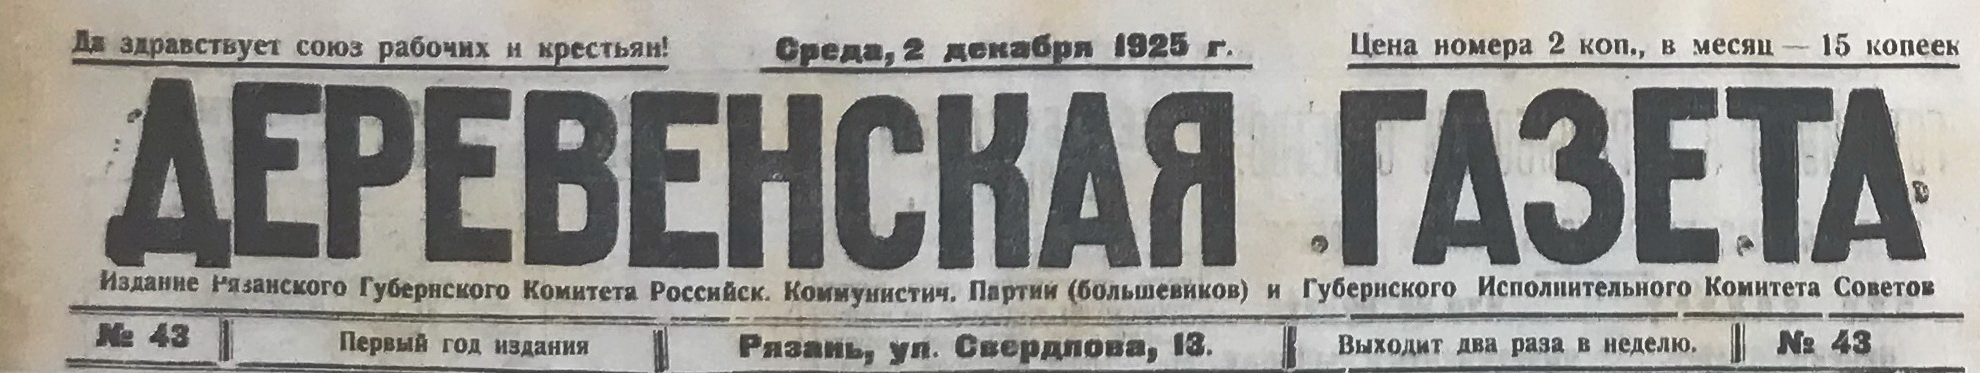 Да здравствует союз рабочих и крестьян! Среда, 2 декабря 1925 г. Цена номера 2 коп., в месяц — 15 копеек
ДЕРЕВЕНСКАЯ ГАЗЕТА
Издание Рязанского Губернского Комитета Российск. Коммунистич. Партии (большевиков) и Губернского Исполнительного Комитета Советов
№ 43 Первый год издания Рязань, ул. Свердлова, 13. Выходит два раза в неделю. № 43